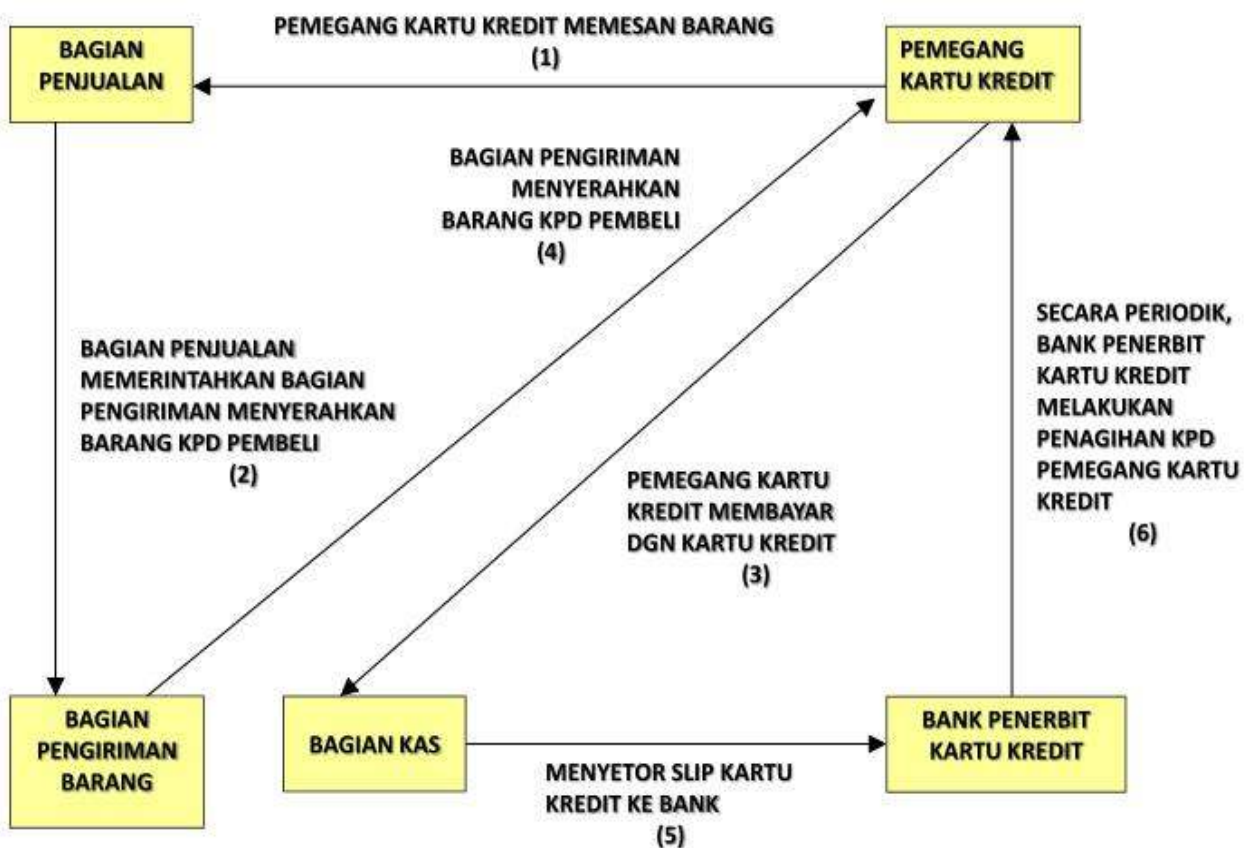 PEMEGANG KARTU KREDIT MEMESAN BARANG
(1)
BAGIAN
PENJUALAN
PEMEGANG
KARTU KREDIT
BAGIAN PENGIRIMAN
MENYERAHKAN
BARANG KPD PEMBELI
(4)
BAGIAN PENJUALAN
MEMERINTAHKAN BAGIAN
PENGIRIMAN MENYERAHKAN
BARANG KPD PEMBELI
(2)
PEMEGANG KARTU
KREDIT MEMBAYAR
DGN KARTU KREDIT
(3)
SECARA PERIODIK,
BANK PENERBIT
KARTU KREDIT
MELAKUKAN
PENAGIHAN KPD
PEMEGANG KARTU
KREDIT
(6)
BAGIAN
PENGIRIMAN
BARANG
BAGIAN KAS
BANK PENERBIT
KARTU KREDIT
MENYETOR SLIP KARTU
KREDIT KE BANK
(5)